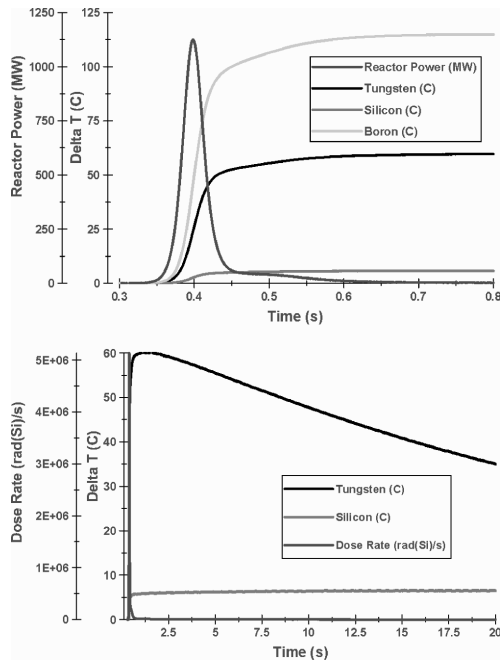 Reactor Power (MW)
1250
1000
750
500
250
0
Delta T (C)
125
100
75
50
25
0
Reactor Power (MW)
Tungsten (C)
Silicon (C)
Boron (C)
0.3 0.4 0.5 0.6 0.7 0.8
Time (s)
Dose Rate (rad(Si)/s)
5E+06
4E+06
3E+06
2E+06
1E+06
0
Delta T (C)
60
50
40
30
20
10
0
Tungsten (C)
Silicon (C)
Dose Rate (rad(Si)/s)
2.5 5 7.5 10 12.5 15 17.5 20
Time (s)